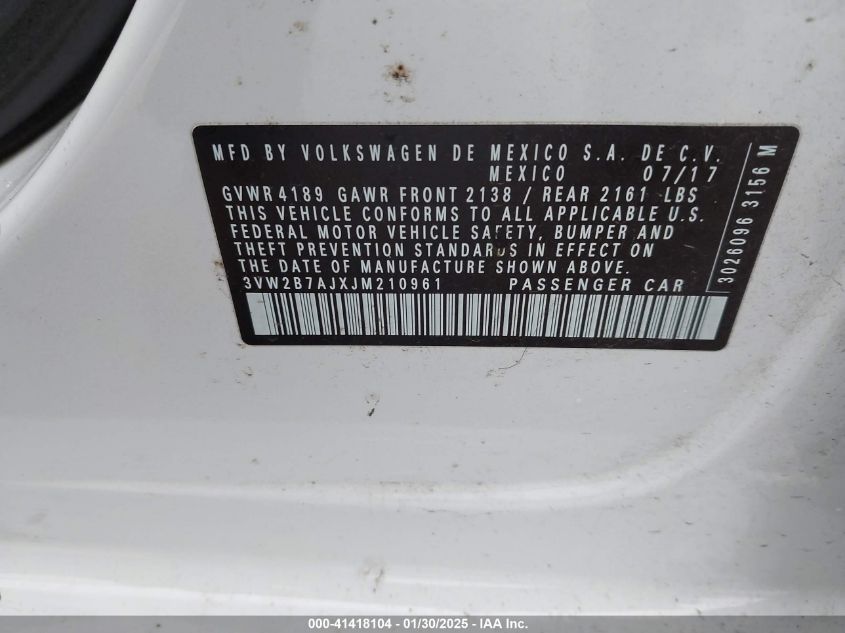 MFD BY VOLKSWAGEN DE MEXICO S.A. DE C.V.
MEXICO 07/17
GVWR 4189 GAWR FRONT 2138 / REAR 2161 LBS
THIS VEHICLE CONFORMS TO ALL APPLICABLE U.S.
FEDERAL MOTOR VEHICLE SAFETY, BUMPER AND
THEFT PREVENTION STANDARDS IN EFFECT ON
THE DATE OF MANUFACTURE SHOWN ABOVE.
3VW2B7AJXJM210961 PASSENGER CAR
3026096 3156 M
000-41418104 - 01/30/2025 - IAA Inc.